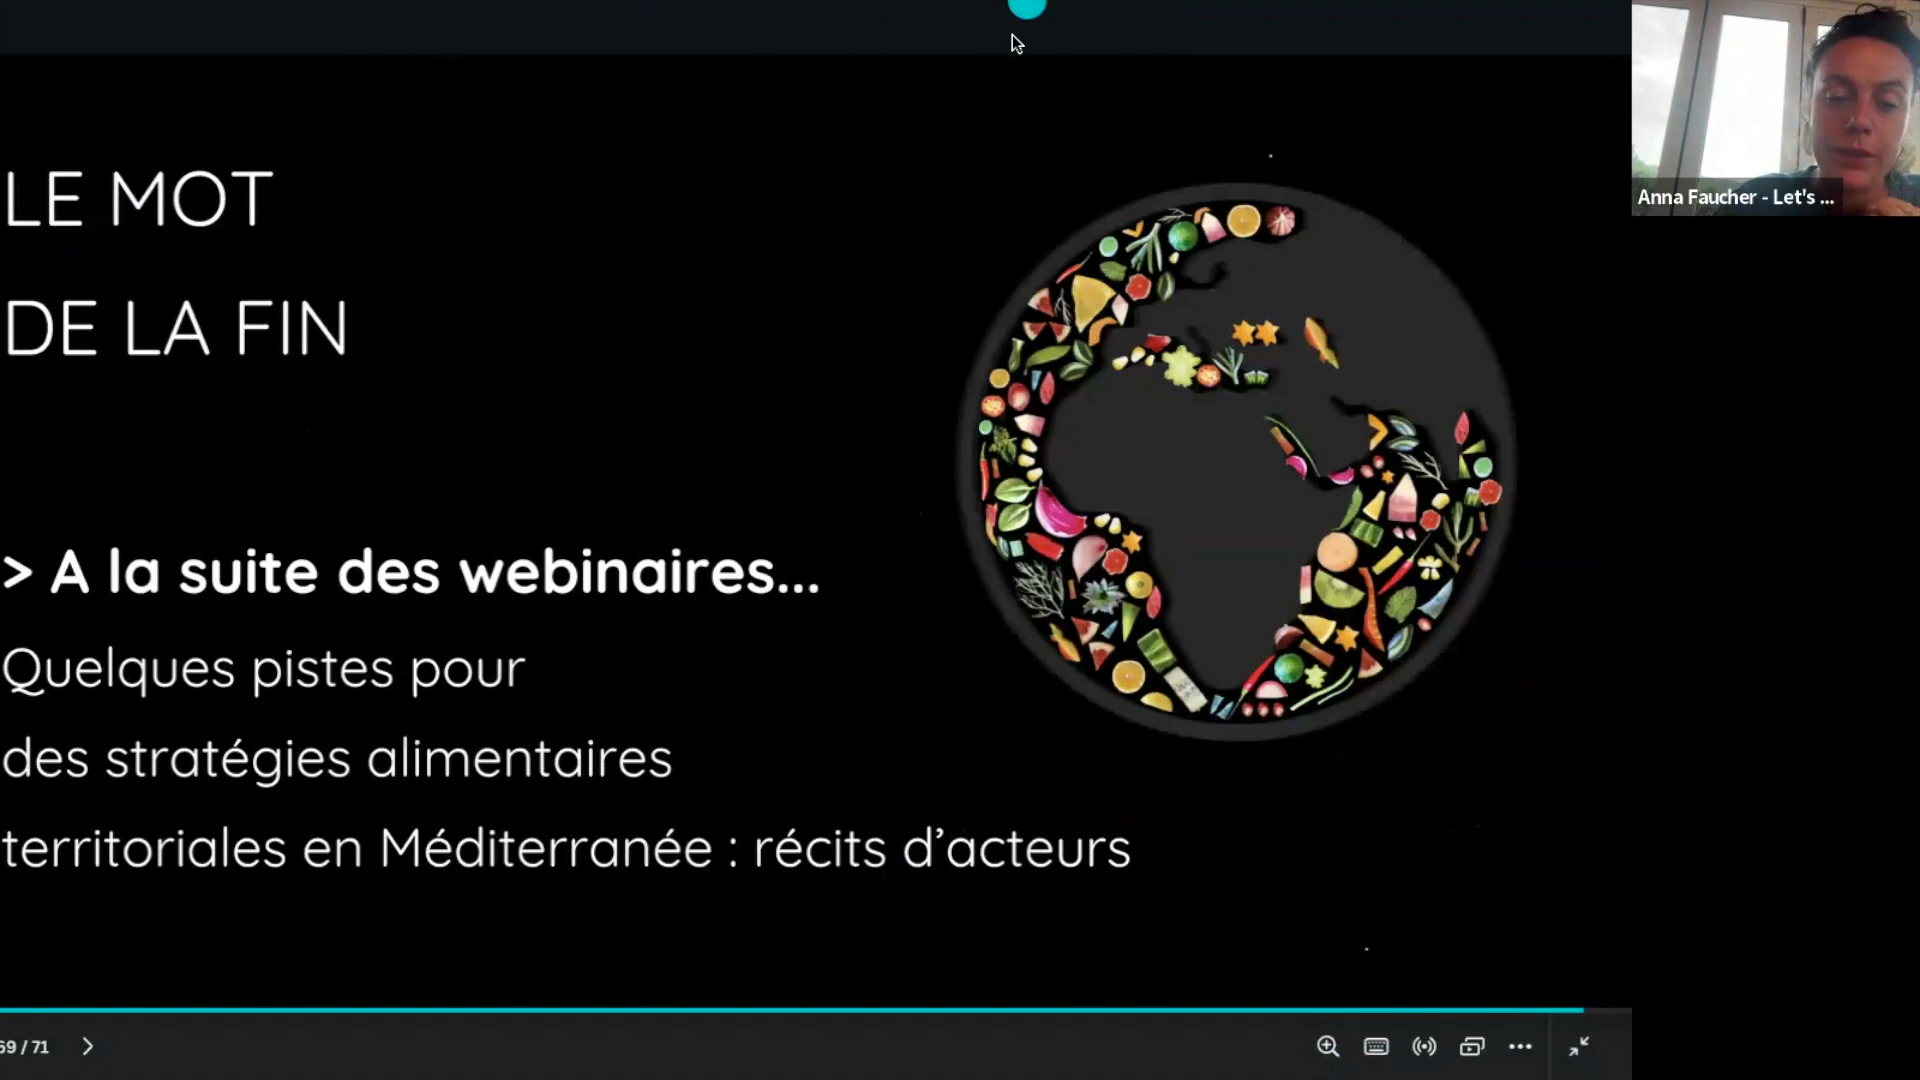 LE MOT
DE LA FIN
> A la suite des webinaires...
Quelques pistes pour
des stratégies alimentaires
territoriales en Méditerranée : récits d’acteurs
69 / 71
Anna Faucher - Let's ...